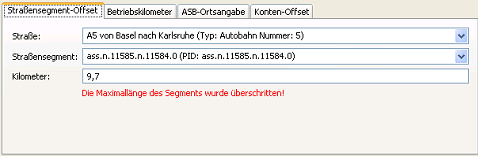 Straßensegment-Offset Betriebskilometer ASB-Ortsangabe Konten-Offset
Straße: A5 von Basel nach Karlsruhe (Typ: Autobahn Nummer: 5)
Straßensegment: ass.n.11585.n.11584.0 (PID: ass.n.11585.n.11584.0)
Kilometer: 9,7
Die Maximallänge des Segments wurde überschritten!